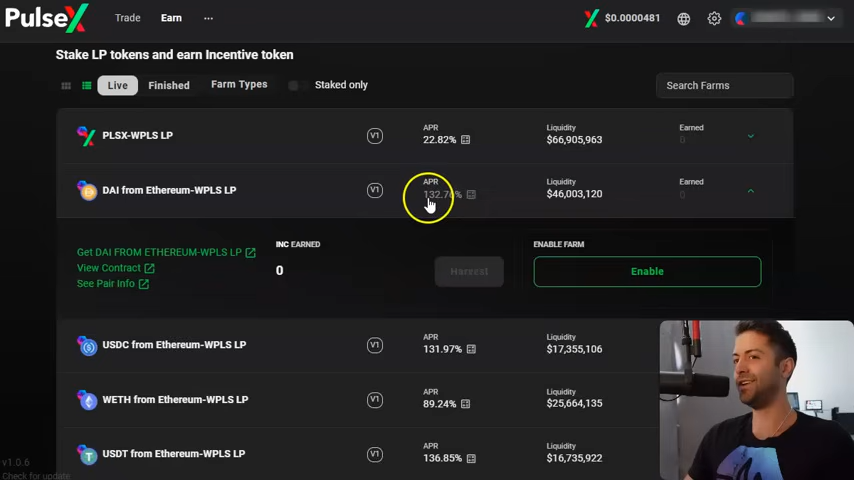 PulseX Trade Earn ··· $0.0000481
Stake LP tokens and earn Incentive token
Live Finished Farm Types Staked only Search Farms
APR Liquidity Earned
PLSX-WPLS LP V1 22.82% $66,905,963 0
APR Liquidity Earned
DAI from Ethereum-WPLS LP V1 $46,003,120 0
INC EARNED ENABLE FARM
Get DAI FROM ETHEREUM-WPLS LP
View Contract 0 Harvest Enable
See Pair Info
APR Liquidity
USDC from Ethereum-WPLS LP V1 131.97% $17,355,106
APR Liquidity
WETH from Ethereum-WPLS LP V1 89.24% $25,664,135
APR Liquidity
USDT from Ethereum-WPLS LP V1 136.85% $16,735,922
v1.0.6
Check for update